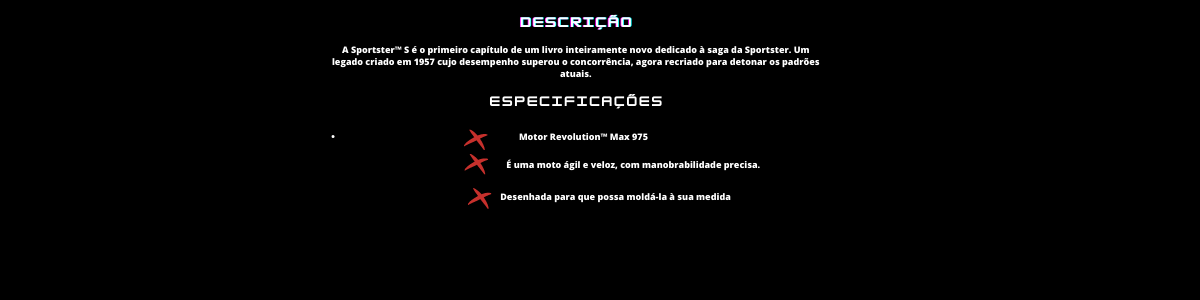 DESCRIÇÃO
A Sportster™ S é o primeiro capítulo de um livro inteiramente novo dedicado à saga da Sportster. Um
legado criado em 1957 cujo desempenho superou o concorrência, agora recriado para detonar os padrões
atuais.
ESPECIFICAÇÕES
• Motor Revolution™ Max 975
É uma moto ágil e veloz, com manobrabilidade precisa.
Desenhada para que possa moldá-la à sua medida